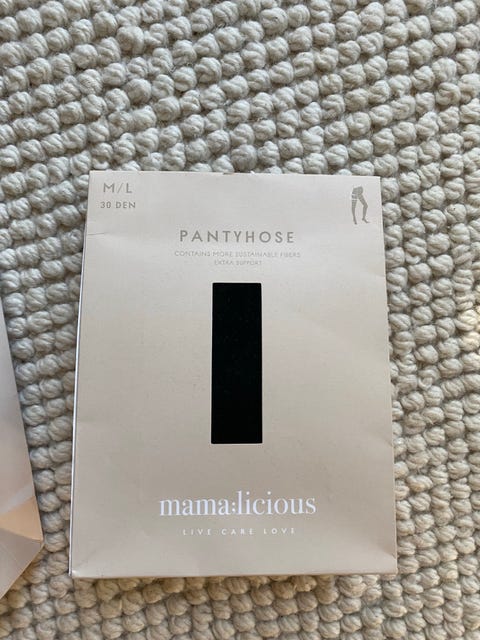 M/L
30 DEN
PANTYHOSE
CONTAINS MORE SUSTAINABLE FIBERS
EXTRA SUPPORT
mama:licious
LIVE CARE LOVE